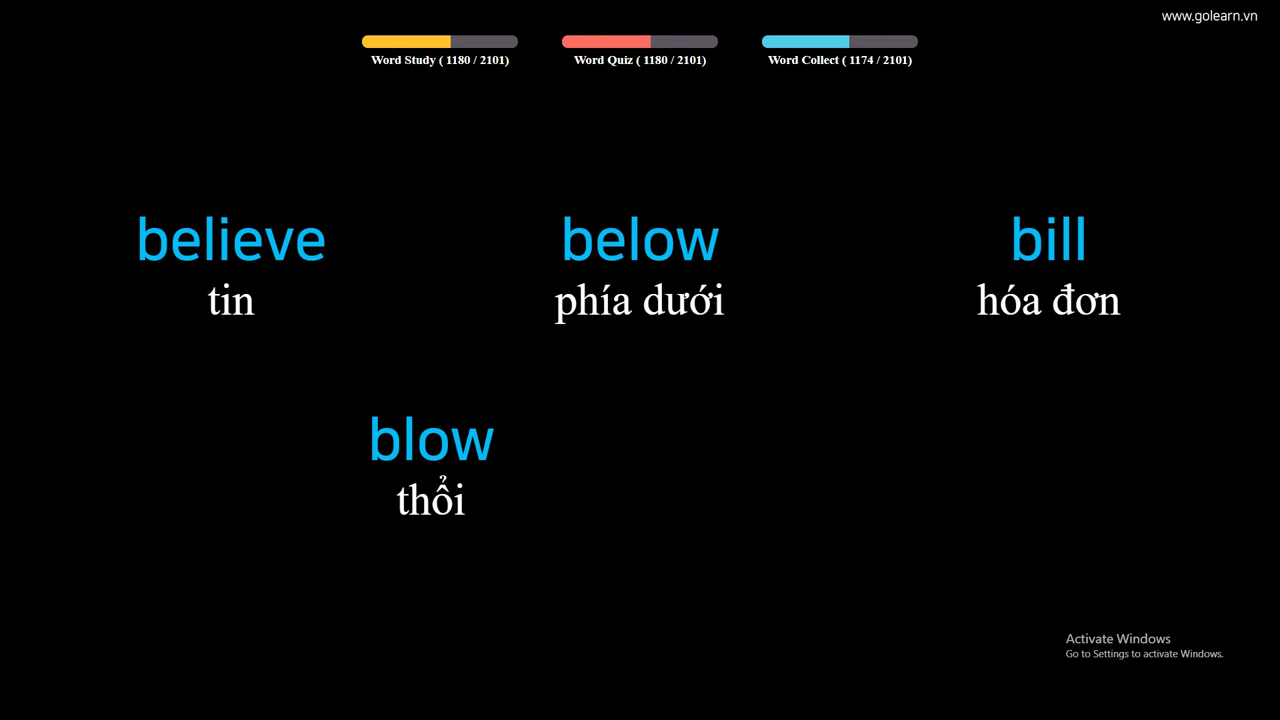 www.golearn.vn
Word Study ( 1180 / 2101)
Word Quiz ( 1180 / 2101)
Word Collect ( 1174 / 2101)
believe
tin
below
phía dưới
bill
hóa đơn
blow
thổi
Activate Windows
Go to Settings to activate Windows.